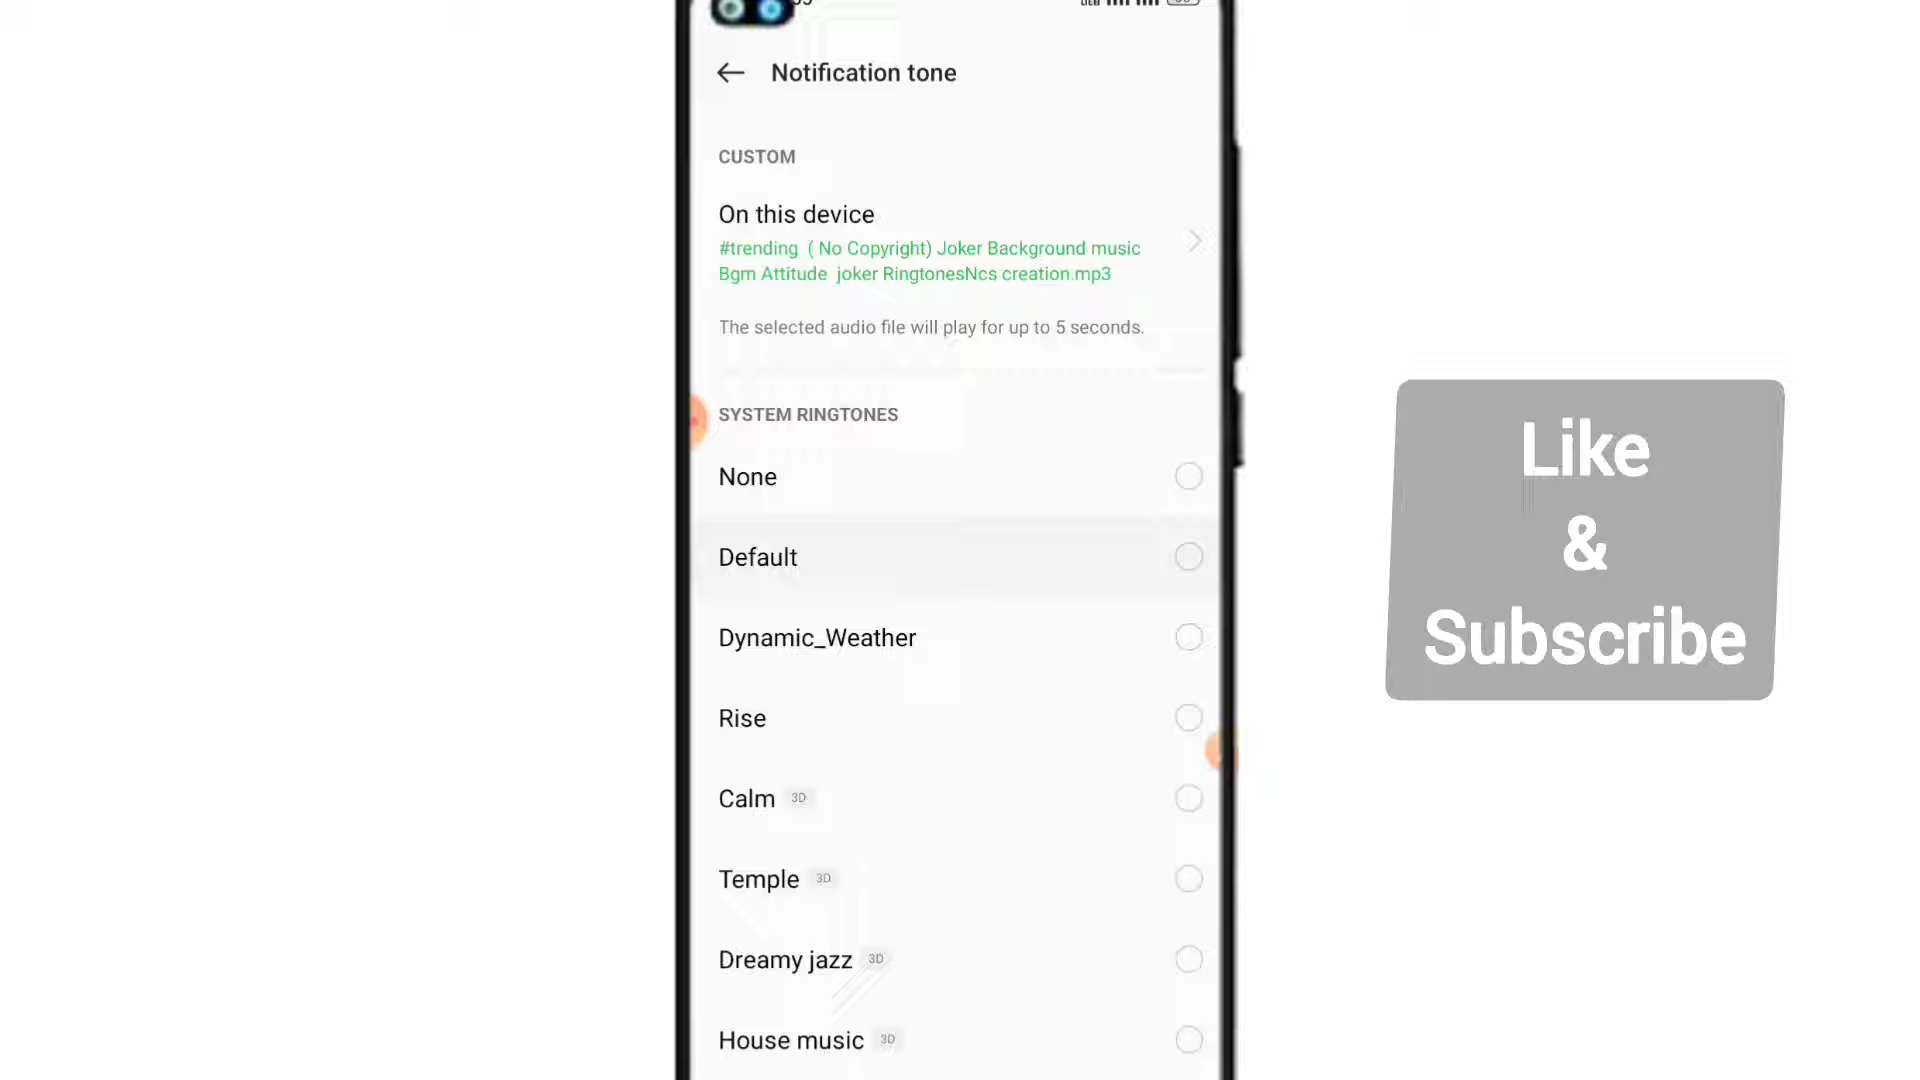 Notification tone
CUSTOM
On this device
#trending ( No Copyright) Joker Background music
Bgm Attitude joker RingtonesNcs creation.mp3
The selected audio file will play for up to 5 seconds.
SYSTEM RINGTONES
None
Default
Dynamic_Weather
Rise
Calm 3D
Temple 3D
Dreamy jazz 3D
House music 3D
Like
&
Subscribe